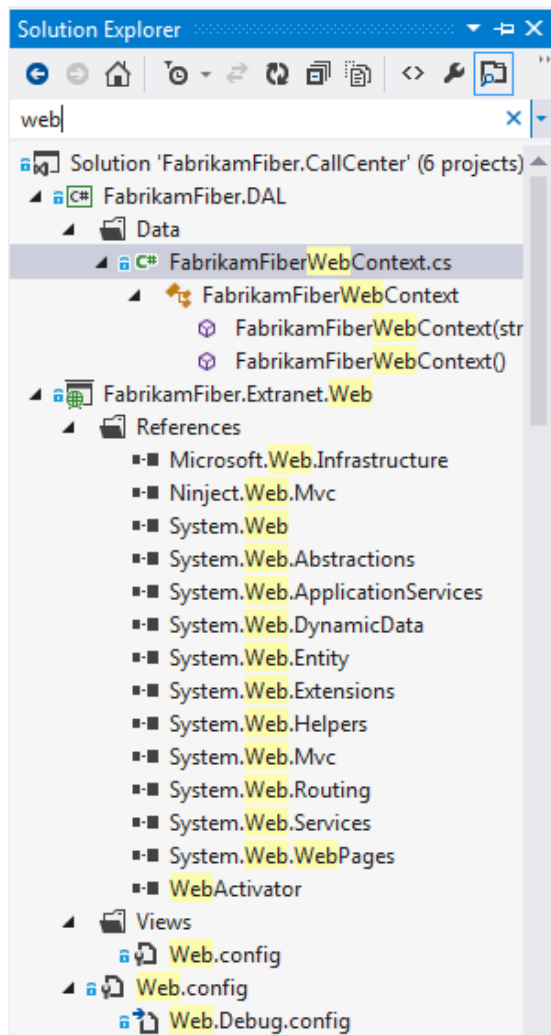 Solution Explorer
web
Solution 'FabrikamFiber.CallCenter' (6 projects)
C# FabrikamFiber.DAL
Data
C# FabrikamFiberWebContext.cs
FabrikamFiberWebContext
FabrikamFiberWebContext(str
FabrikamFiberWebContext()
FabrikamFiber.Extranet.Web
References
Microsoft.Web.Infrastructure
Ninject.Web.Mvc
System.Web
System.Web.Abstractions
System.Web.ApplicationServices
System.Web.DynamicData
System.Web.Entity
System.Web.Extensions
System.Web.Helpers
System.Web.Mvc
System.Web.Routing
System.Web.Services
System.Web.WebPages
WebActivator
Views
Web.config
Web.config
Web.Debug.config